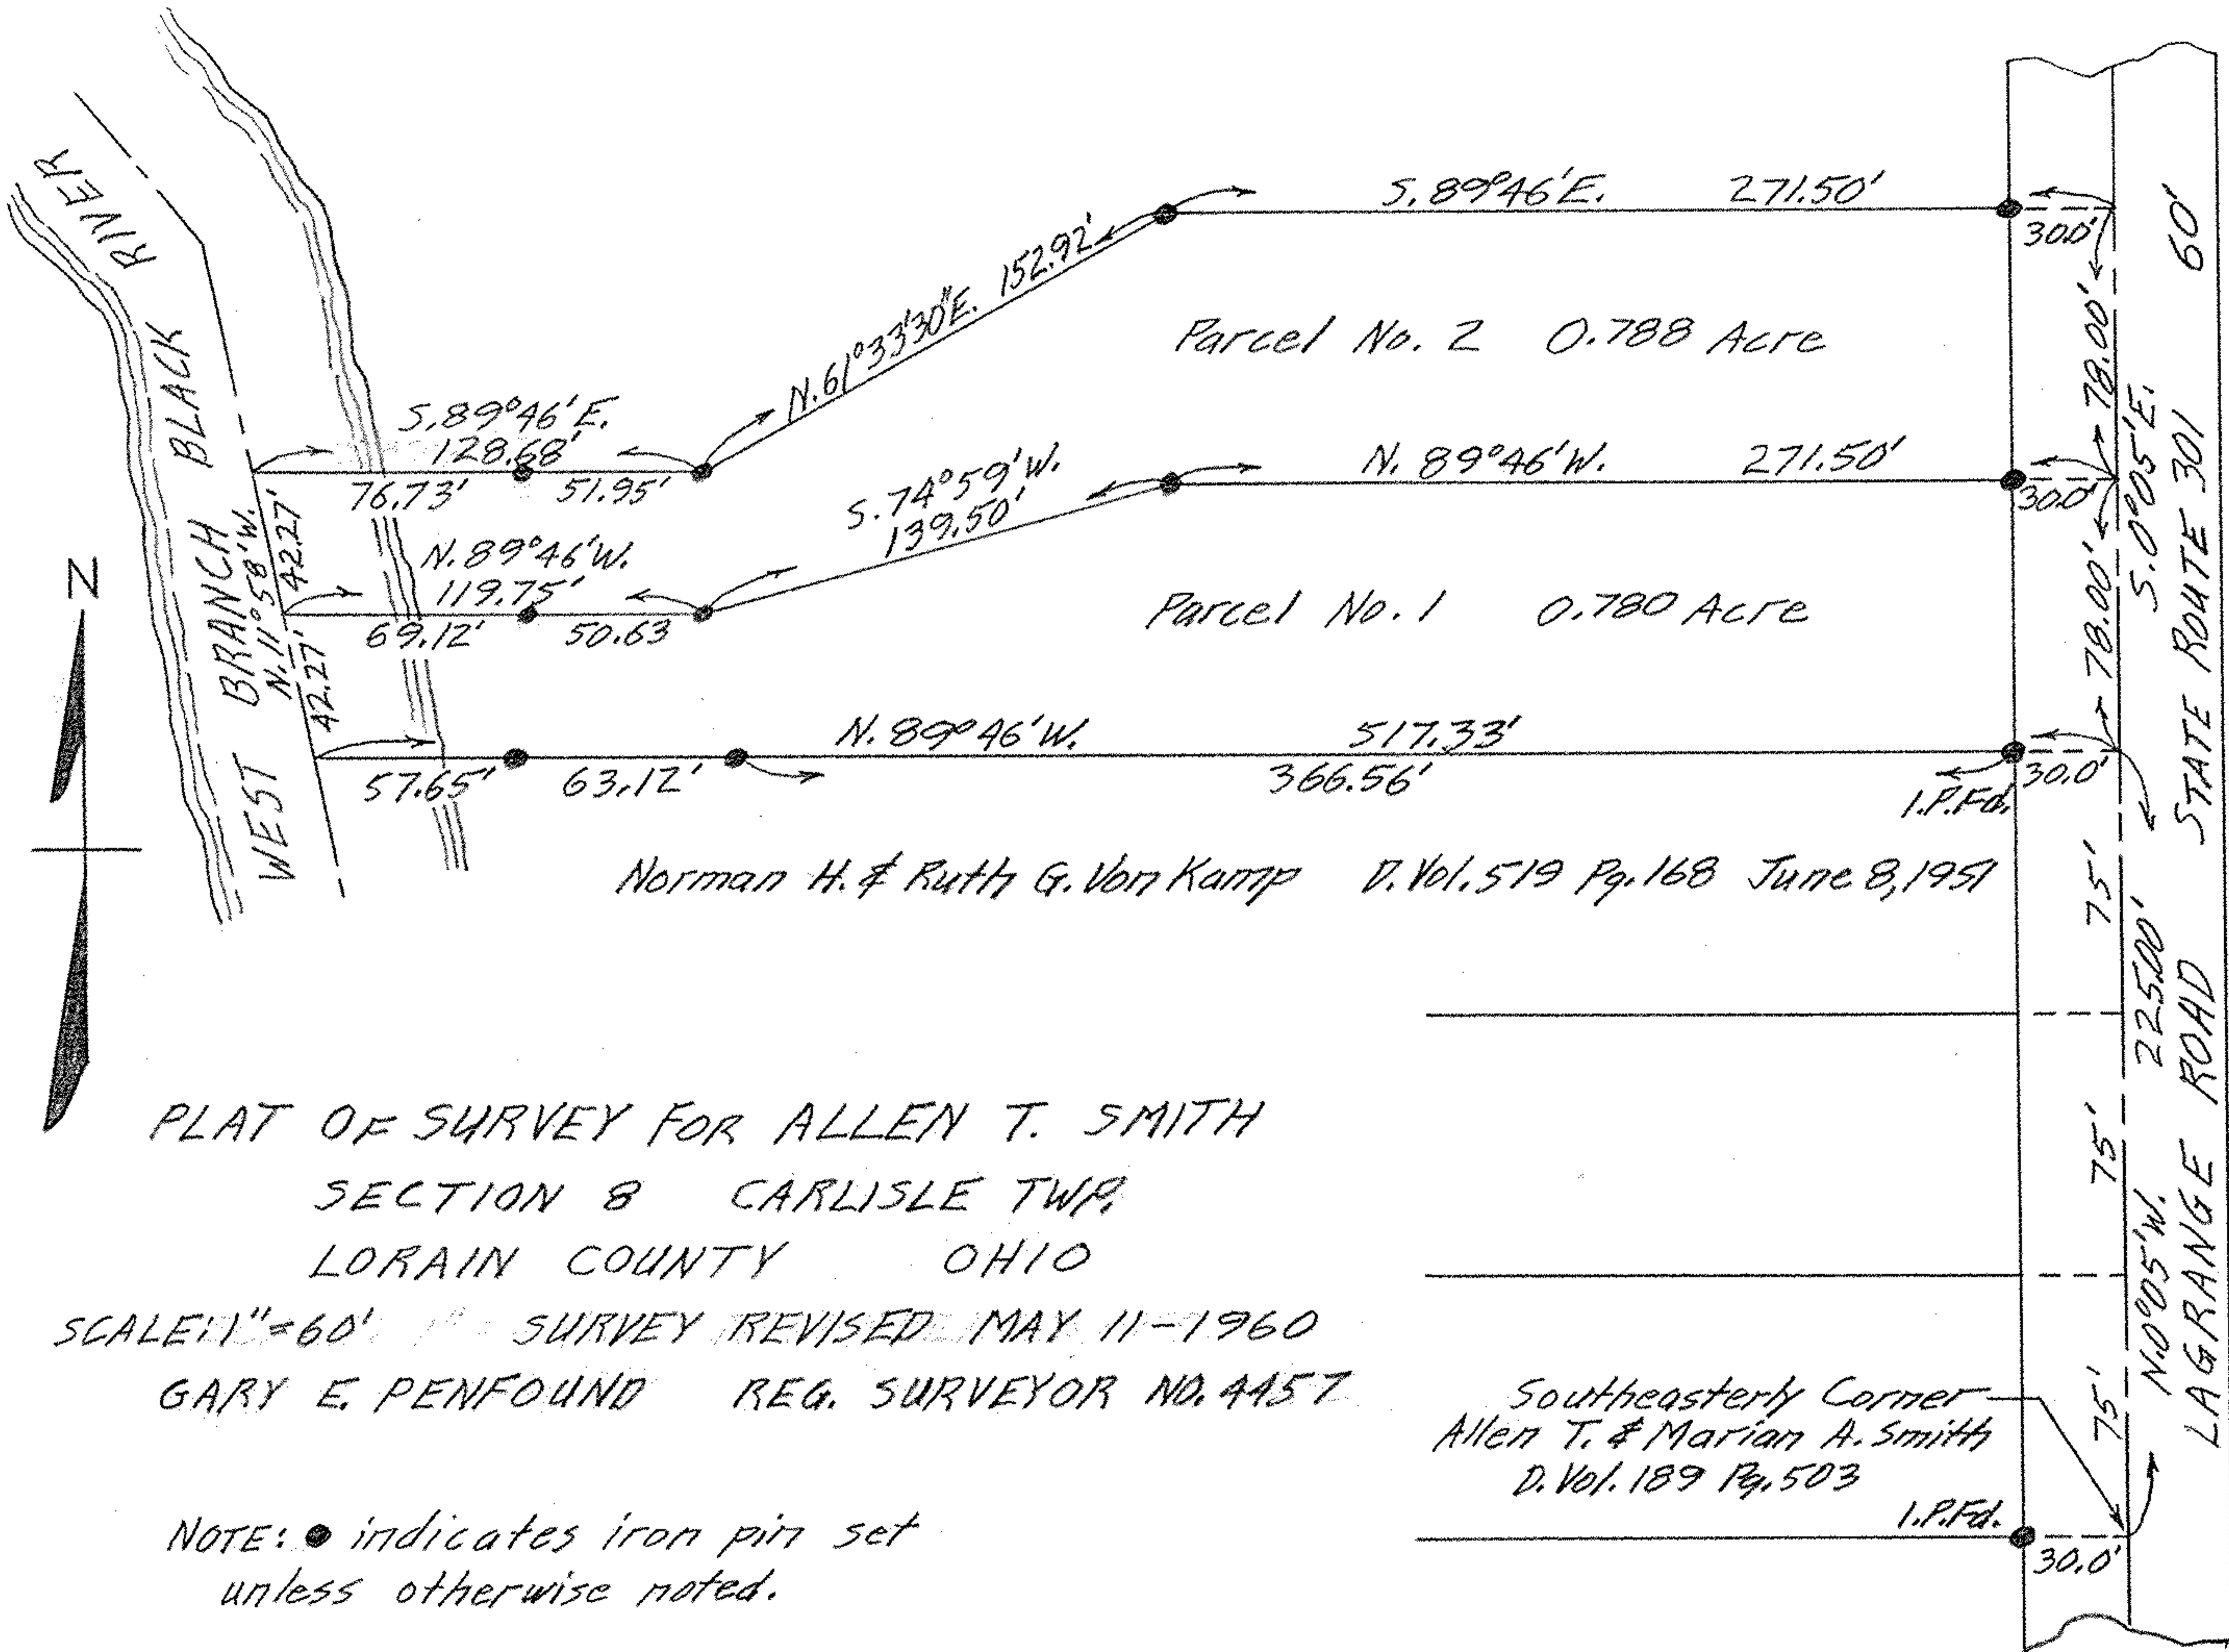 RIVER
BLACK
BRANCH
WEST
N. 11°58'W.
42.27'
42.27'
S. 89°46'E. 271.50'
30.0'
60'
N. 61°33'30"E. 152.92'
Parcel No. 2 0.788 Acre
78.00'
S. 89°46'E.
128.68'
76.73' 51.95'
S. 74°59'W.
139.50'
N. 89°46'W. 271.50'
30.0'
S. 0°05'E.
STATE ROUTE 301
N
N. 89°46'W.
119.75'
69.12' 50.63
Parcel No. 1 0.780 Acre
78.00'
N. 89°46'W. 517.33'
57.65' 63.12' 366.56'
30.0'
I.P.Fd.
Norman H. & Ruth G. Von Kamp D. Vol. 519 Pg. 168 June 8, 1951
75'
225.00'
75'
N. 0°05'W.
LAGRANGE ROAD
75'
PLAT OF SURVEY FOR ALLEN T. SMITH
SECTION 8 CARLISLE TWP.
LORAIN COUNTY OHIO
SCALE: 1"=60' SURVEY REVISED MAY 11-1960
GARY E. PENFOUND REG. SURVEYOR NO. 4457
Southeasterly Corner
Allen T. & Marian A. Smith
D. Vol. 189 Pg. 503
I.P.Fd.
30.0'
NOTE: ● indicates iron pin set
unless otherwise noted.